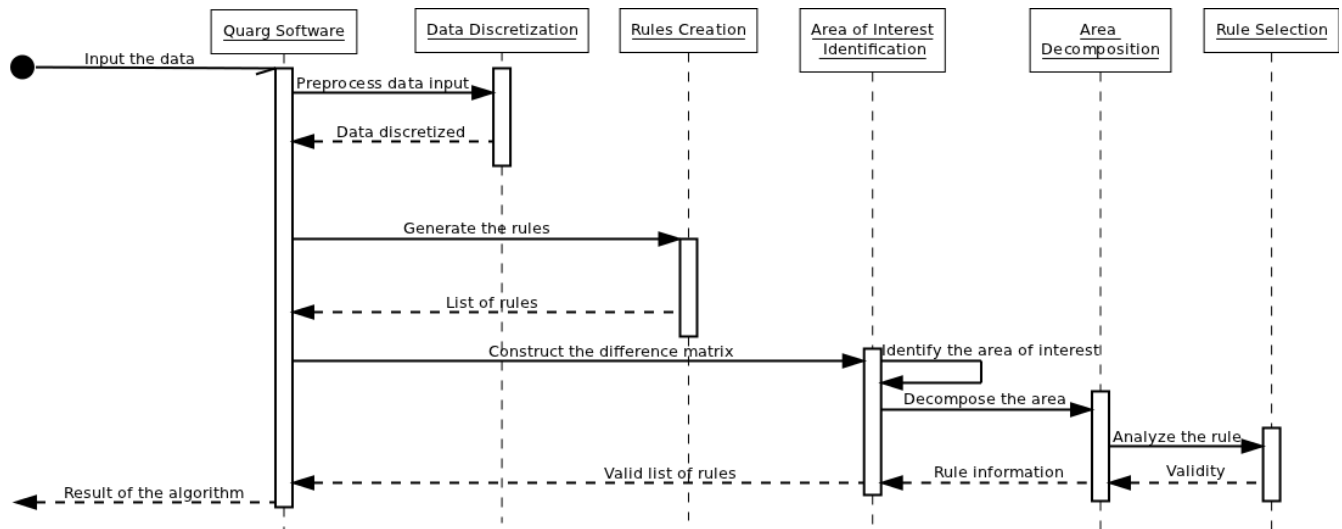 Quarg Software
Data Discretization
Rules Creation
Area of Interest
Identification
Area
Decomposition
Rule Selection
Input the data
Preprocess data input
Data discretized
Generate the rules
List of rules
Construct the difference matrix
Identify the area of interest
Decompose the area
Analyze the rule
Valid list of rules
Rule information
Validity
Result of the algorithm